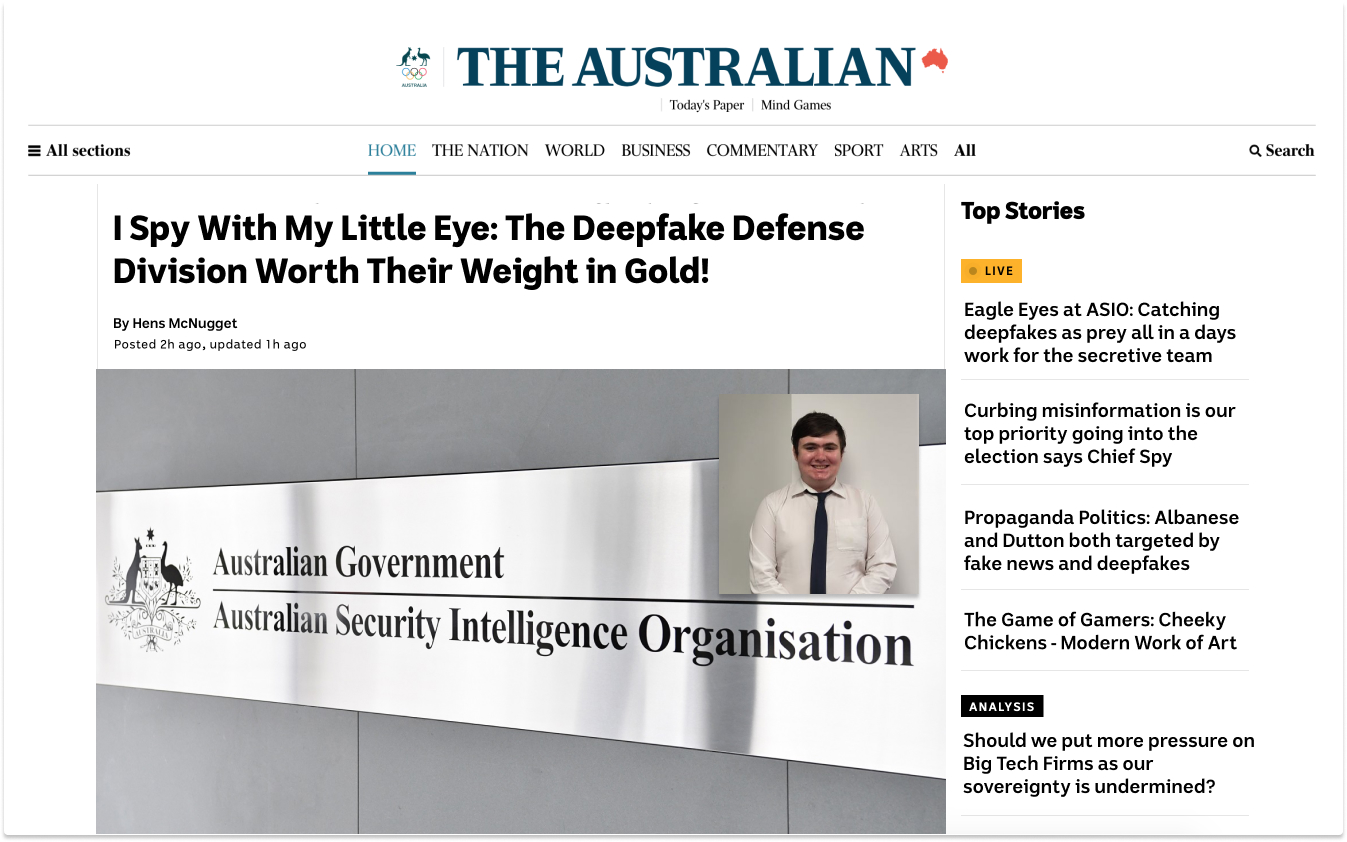 AUSTRALIA
THE AUSTRALIAN
Today's Paper
Mind Games
All sections
HOME
THE NATION
WORLD
BUSINESS
COMMENTARY
SPORT
ARTS
All
Search
I Spy With My Little Eye: The Deepfake Defense
Division Worth Their Weight in Gold!
By Hens McNugget
Posted 2h ago, updated 1h ago
Australian Government
Australian Security Intelligence Organisation
AUSTRALIA
Top Stories
LIVE
Eagle Eyes at ASIO: Catching
deepfakes as prey all in a days
work for the secretive team
Curbing misinformation is our
top priority going into the
election says Chief Spy
Propaganda Politics: Albanese
and Dutton both targeted by
fake news and deepfakes
The Game of Gamers: Cheeky
Chickens - Modern Work of Art
ANALYSIS
Should we put more pressure on
Big Tech Firms as our
sovereignty is undermined?